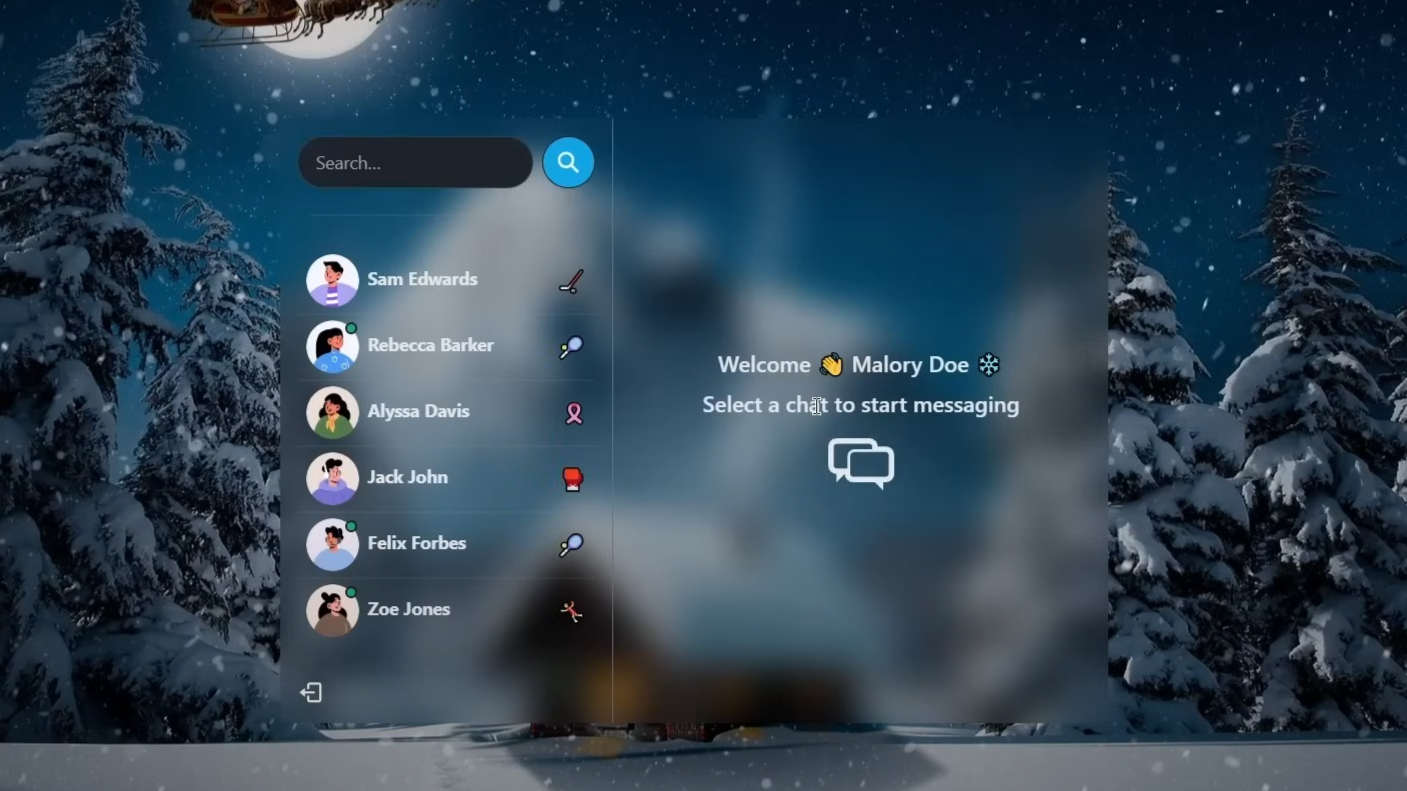 Search...
Sam Edwards
Rebecca Barker
Alyssa Davis
Jack John
Felix Forbes
Zoe Jones
Welcome 👋 Malory Doe ❄
Select a chat to start messaging